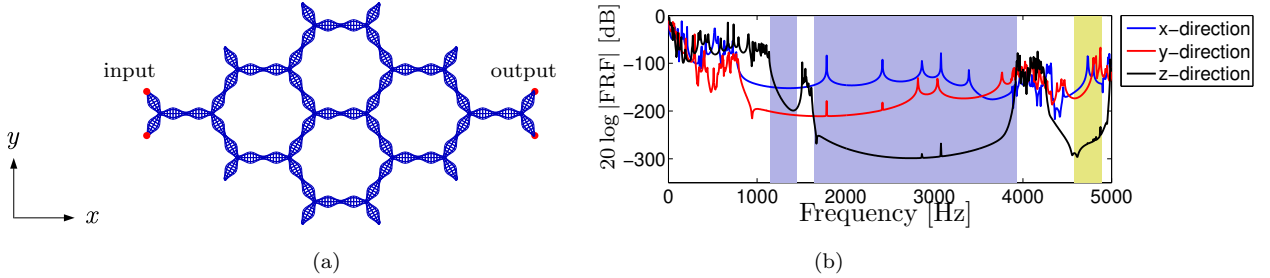 input
output
y
x
(a)
20 log |FRF| [dB]
0
−100
−200
−300
0
1000
2000
3000
4000
5000
Frequency [Hz]
x−direction
y−direction
z−direction
(b)